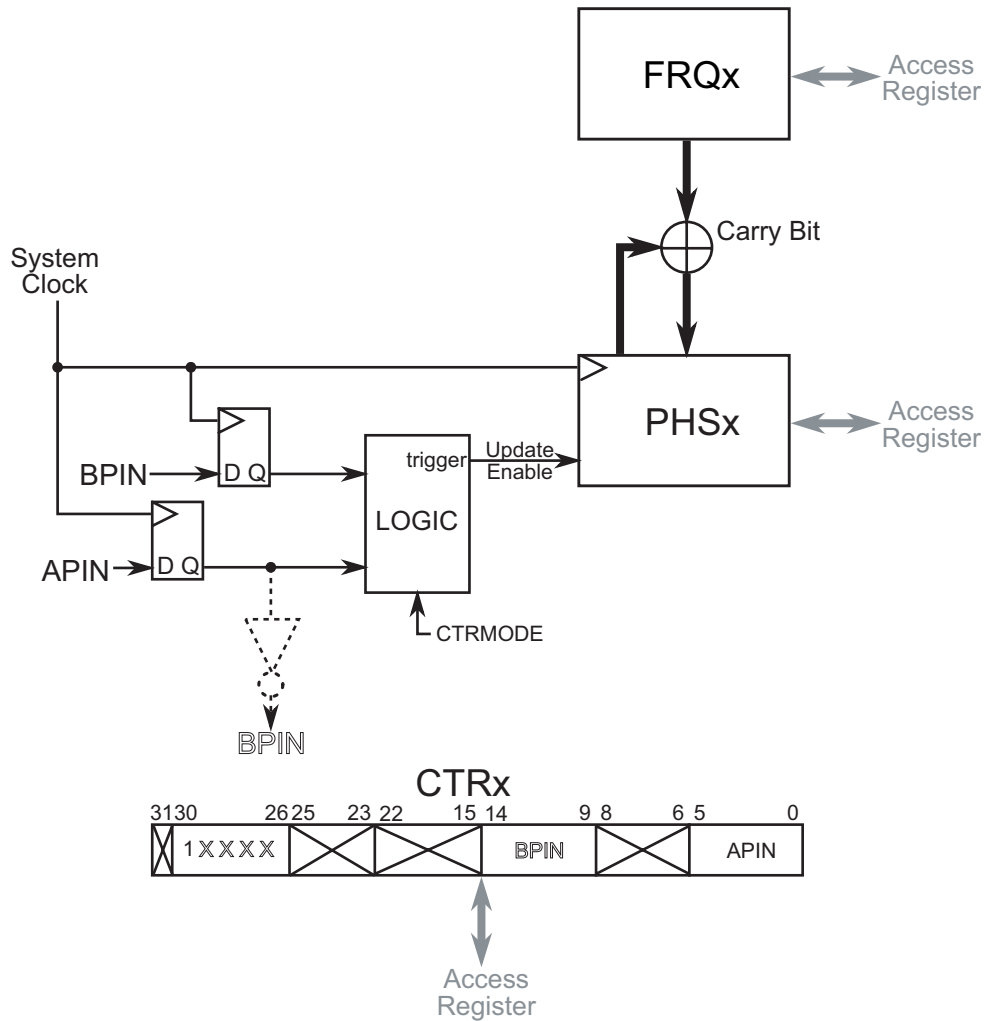 FRQx
Access
Register
Carry Bit
System
Clock
PHSx
Access
Register
trigger
Update
Enable
BPIN
D Q
LOGIC
APIN
D Q
CTRMODE
BPIN
CTRx
31 30 26 25 23 22 15 14 9 8 6 5 0
1 X X X X BPIN APIN
Access
Register